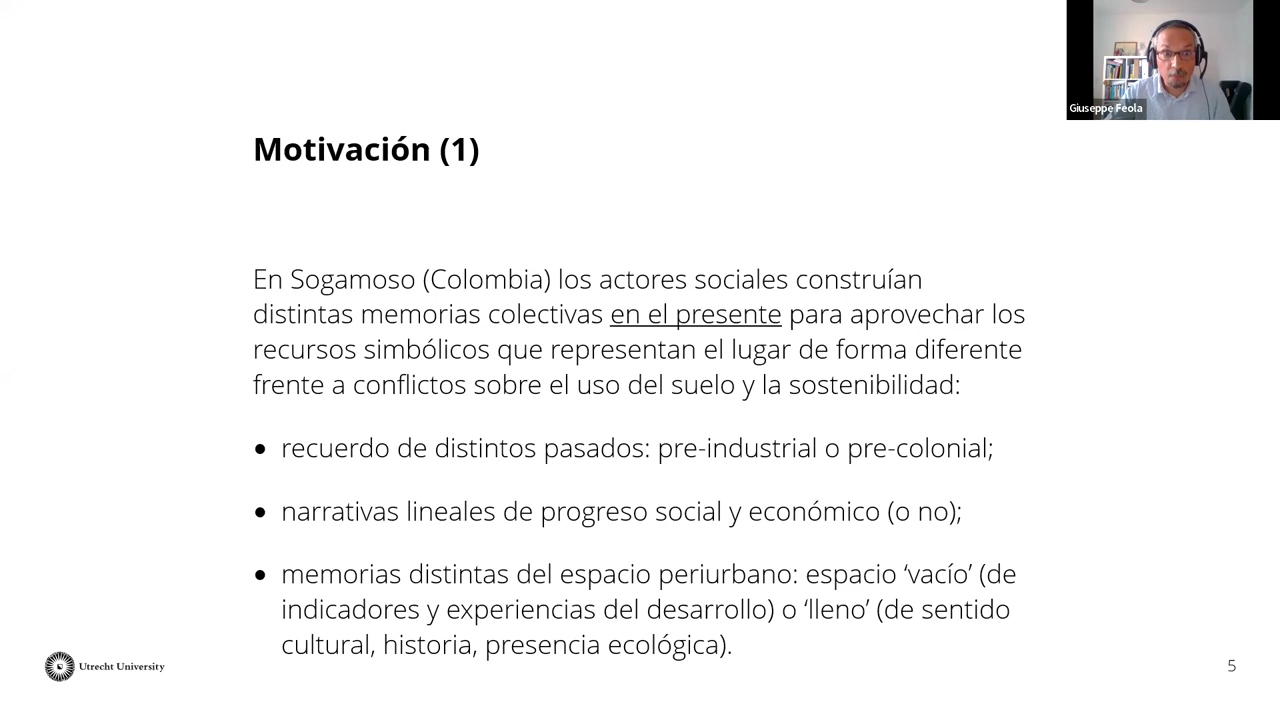 Giuseppe Feola
Motivación (1)
En Sogamoso (Colombia) los actores sociales construían
distintas memorias colectivas en el presente para aprovechar los
recursos simbólicos que representan el lugar de forma diferente
frente a conflictos sobre el uso del suelo y la sostenibilidad:
• recuerdo de distintos pasados: pre-industrial o pre-colonial;
• narrativas lineales de progreso social y económico (o no);
• memorias distintas del espacio periurbano: espacio ‘vacío’ (de
indicadores y experiencias del desarrollo) o ‘lleno’ (de sentido
cultural, historia, presencia ecológica).
Utrecht University
5